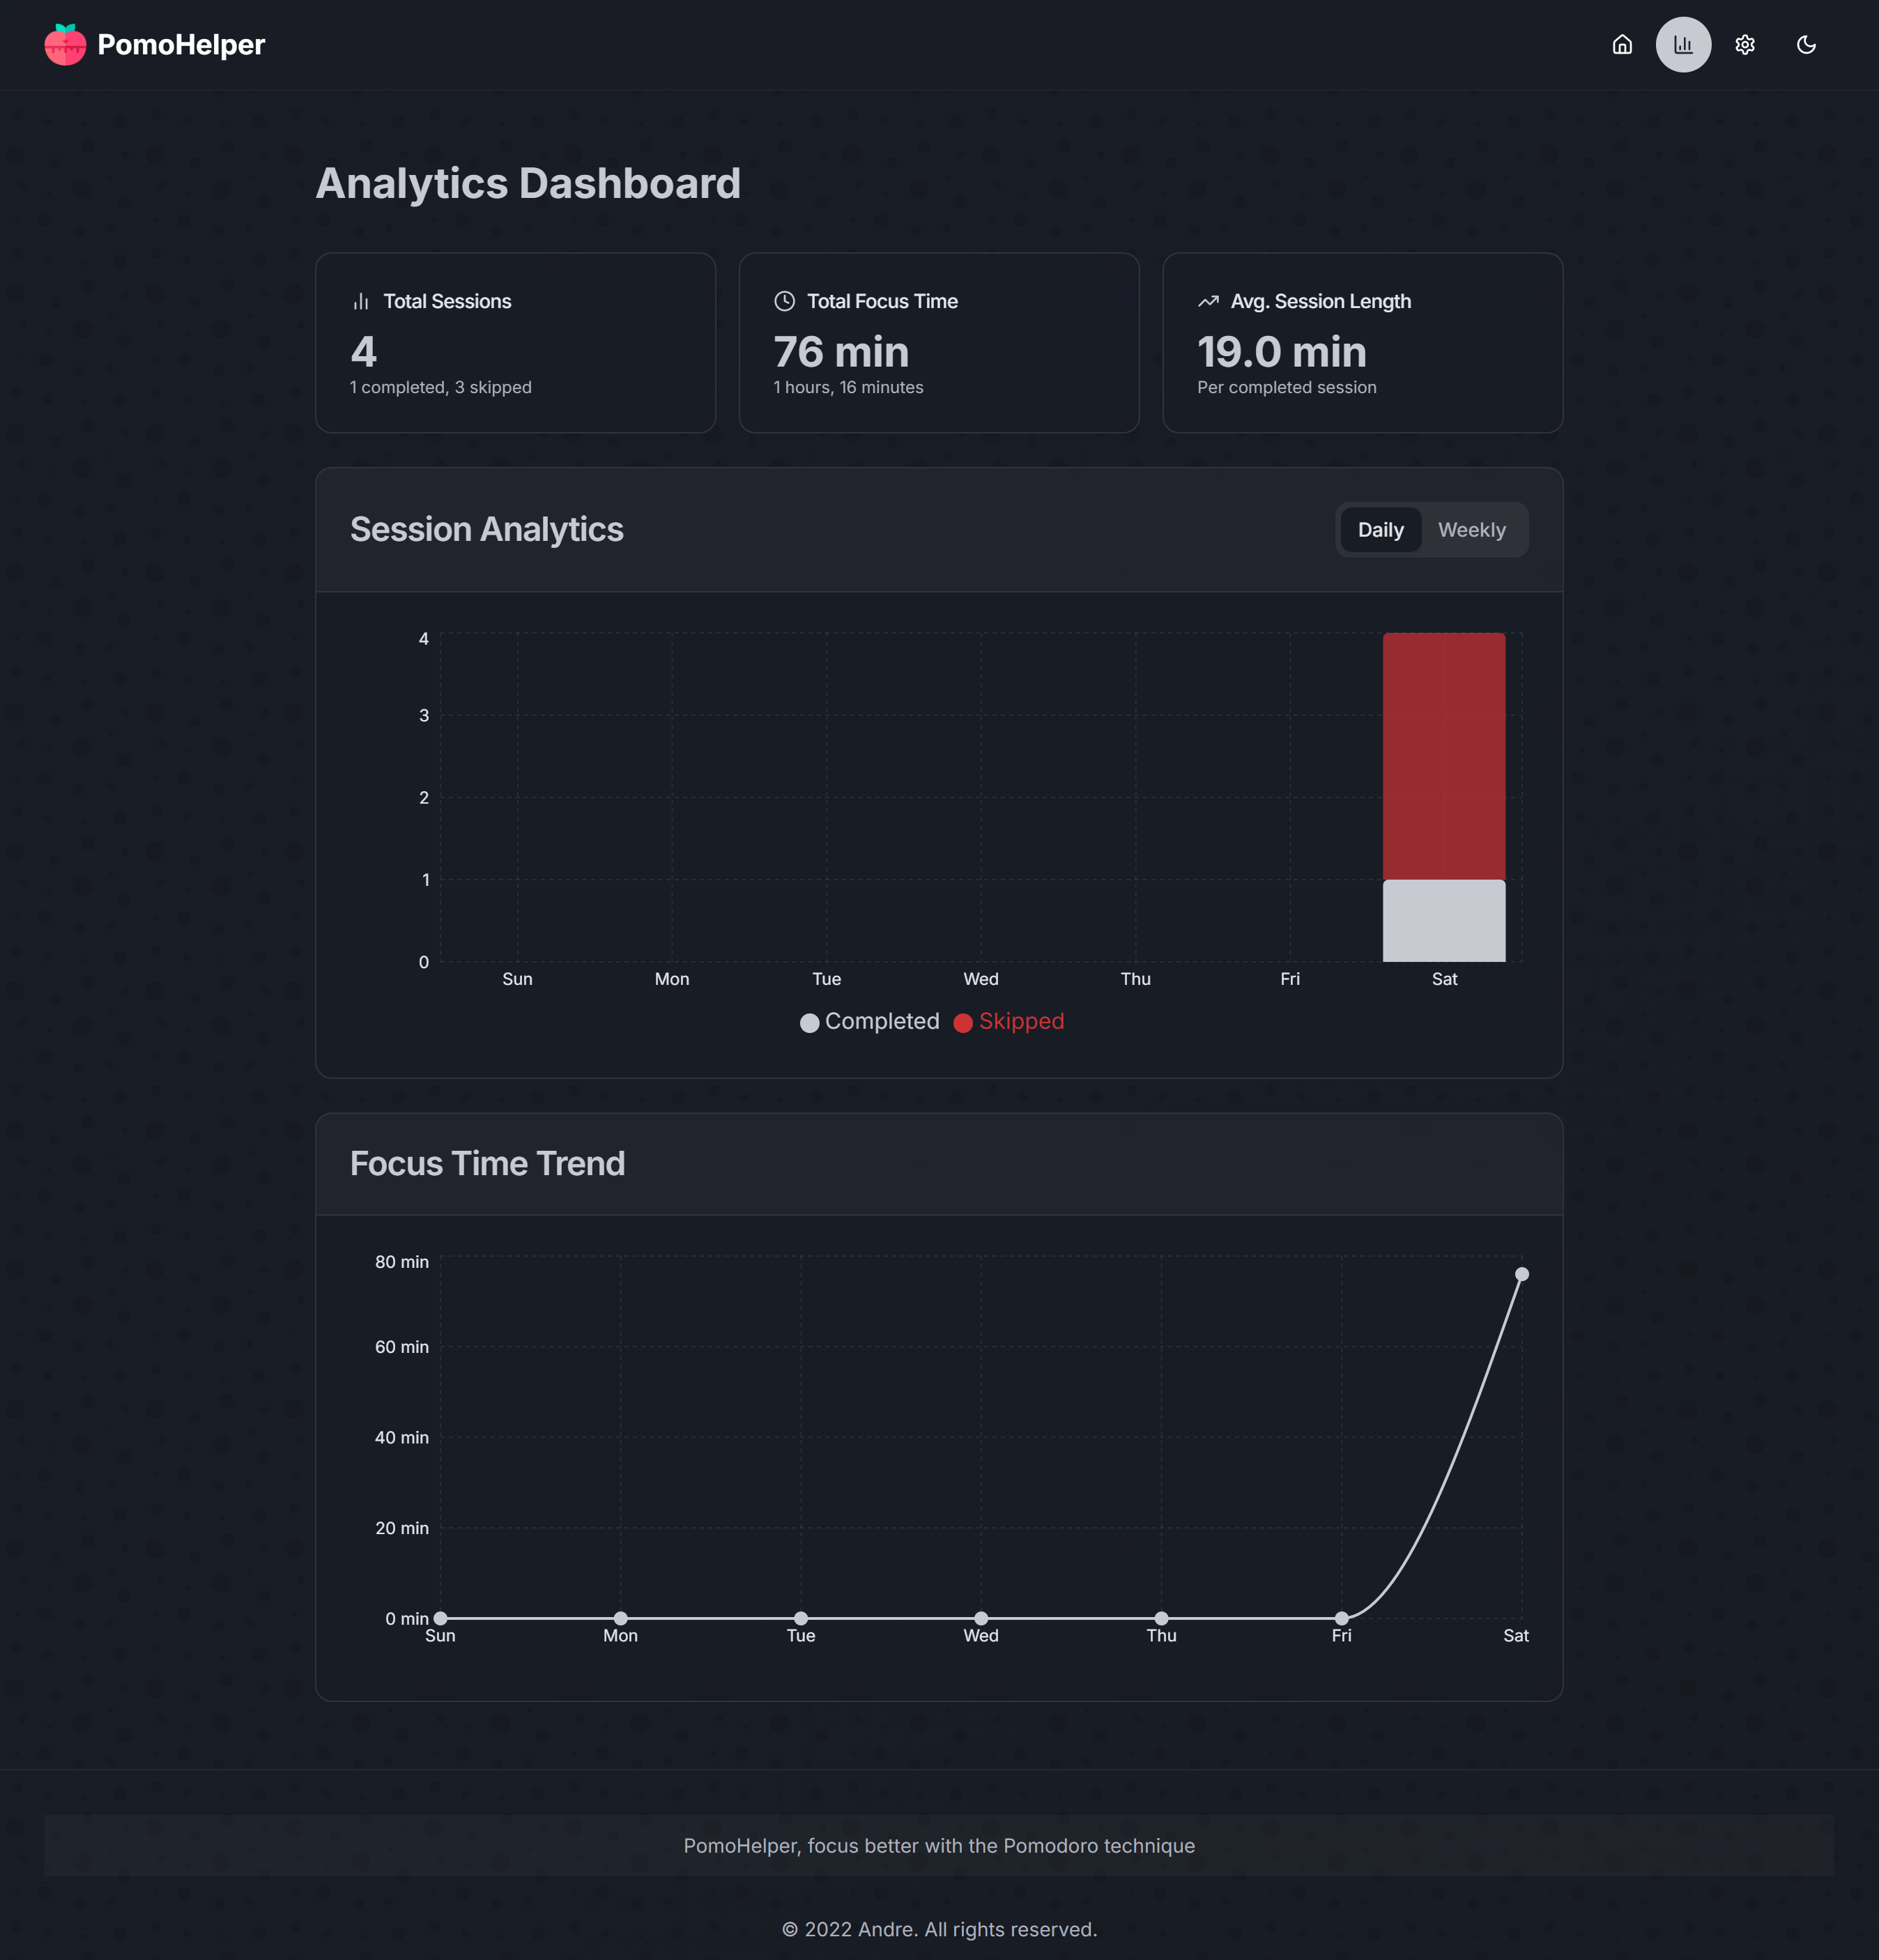 PomoHelper
Analytics Dashboard
Total Sessions
4
1 completed, 3 skipped
Total Focus Time
76 min
1 hours, 16 minutes
Avg. Session Length
19.0 min
Per completed session
Session Analytics
Daily Weekly
4
3
2
1
0
Sun Mon Tue Wed Thu Fri Sat
Completed Skipped
Focus Time Trend
80 min
60 min
40 min
20 min
0 min
Sun Mon Tue Wed Thu Fri Sat
PomoHelper, focus better with the Pomodoro technique
© 2022 Andre. All rights reserved.